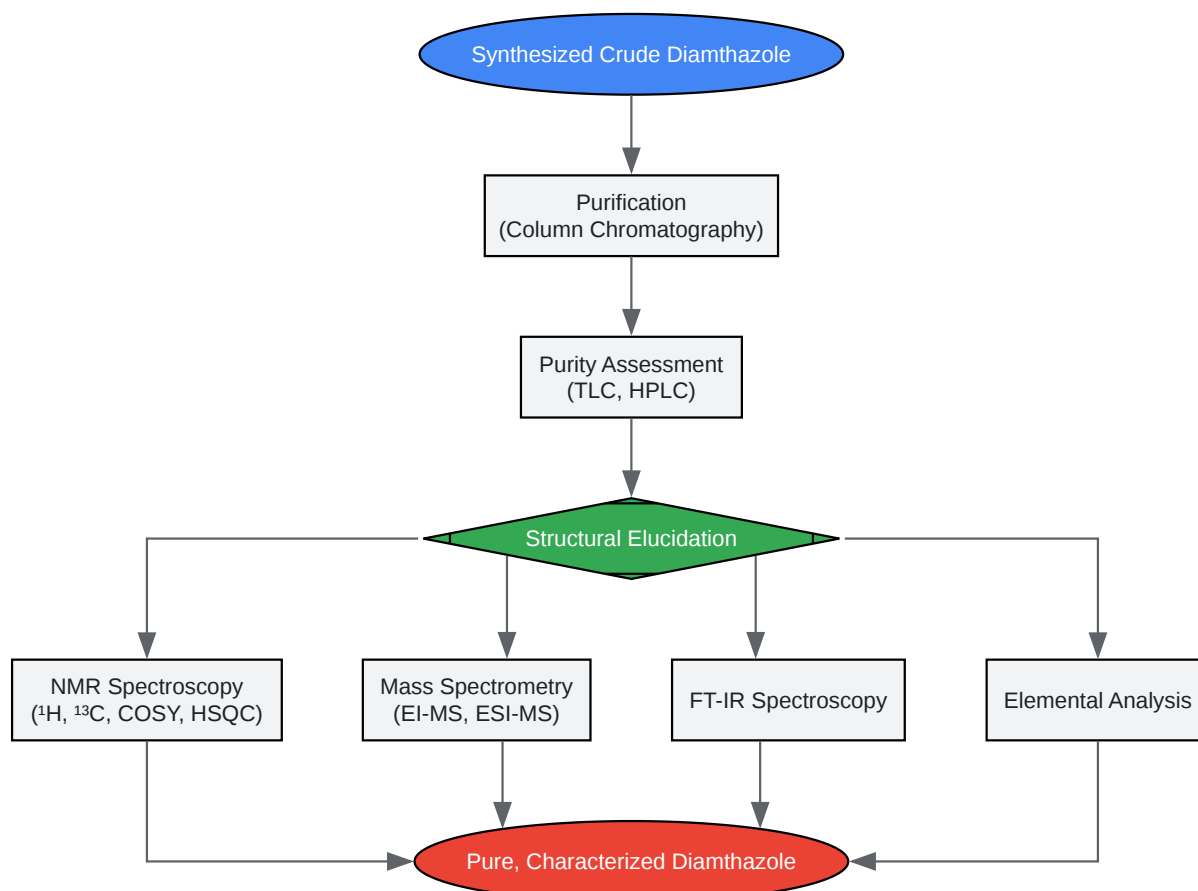 Synthesized Crude Diamthazole
Purification
(Column Chromatography)
Purity Assessment
(TLC, HPLC)
Structural Elucidation
NMR Spectroscopy
(¹H, ¹³C, COSY, HSQC)
Mass Spectrometry
(EI-MS, ESI-MS)
FT-IR Spectroscopy
Elemental Analysis
Pure, Characterized Diamthazole